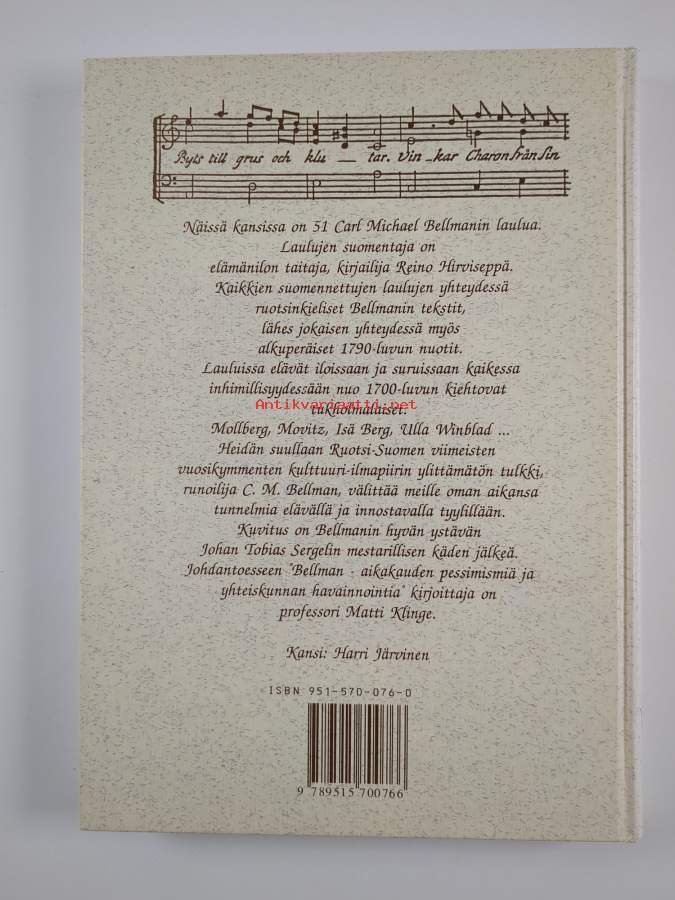 Byts till grus och klu _ tar. Vin _ kar Charon från sin
Näissä kansissa on 51 Carl Michael Bellmanin laulua.
Laulujen suomentaja on
elämänilon taitaja, kirjailija Reino Hirviseppä.
Kaikkien suomennettujen laulujen yhteydessä
ruotsinkieliset Bellmanin tekstit,
lähes jokaisen yhteydessä myös
alkuperäiset 1790-luvun nuotit.
Lauluissa elävät iloissaan ja suruissaan kaikessa
inhimillisyydessään nuo 1700-luvun kiehtovat
Antikvariaatti.net
tukholmalaiset.
Mollberg, Movitz, Isä Berg, Ulla Winblad ...
Heidän suullaan Ruotsi-Suomen viimeisten
vuosikymmenten kulttuuri-ilmapiirin ylittämätön tulkki,
runoilija C. M. Bellman, välittää meille oman aikansa
tunnelmia elävällä ja innostavalla tyylillään.
Kuvitus on Bellmanin hyvän ystävän
Johan Tobias Sergelin mestarillisen käden jälkeä.
Johdantoesseen "Bellman - aikakauden pessimismiä ja
yhteiskunnan havainnointia" kirjoittaja on
professori Matti Klinge.
Kansi: Harri Järvinen
ISBN 951-570-076-0
9 789515 700766